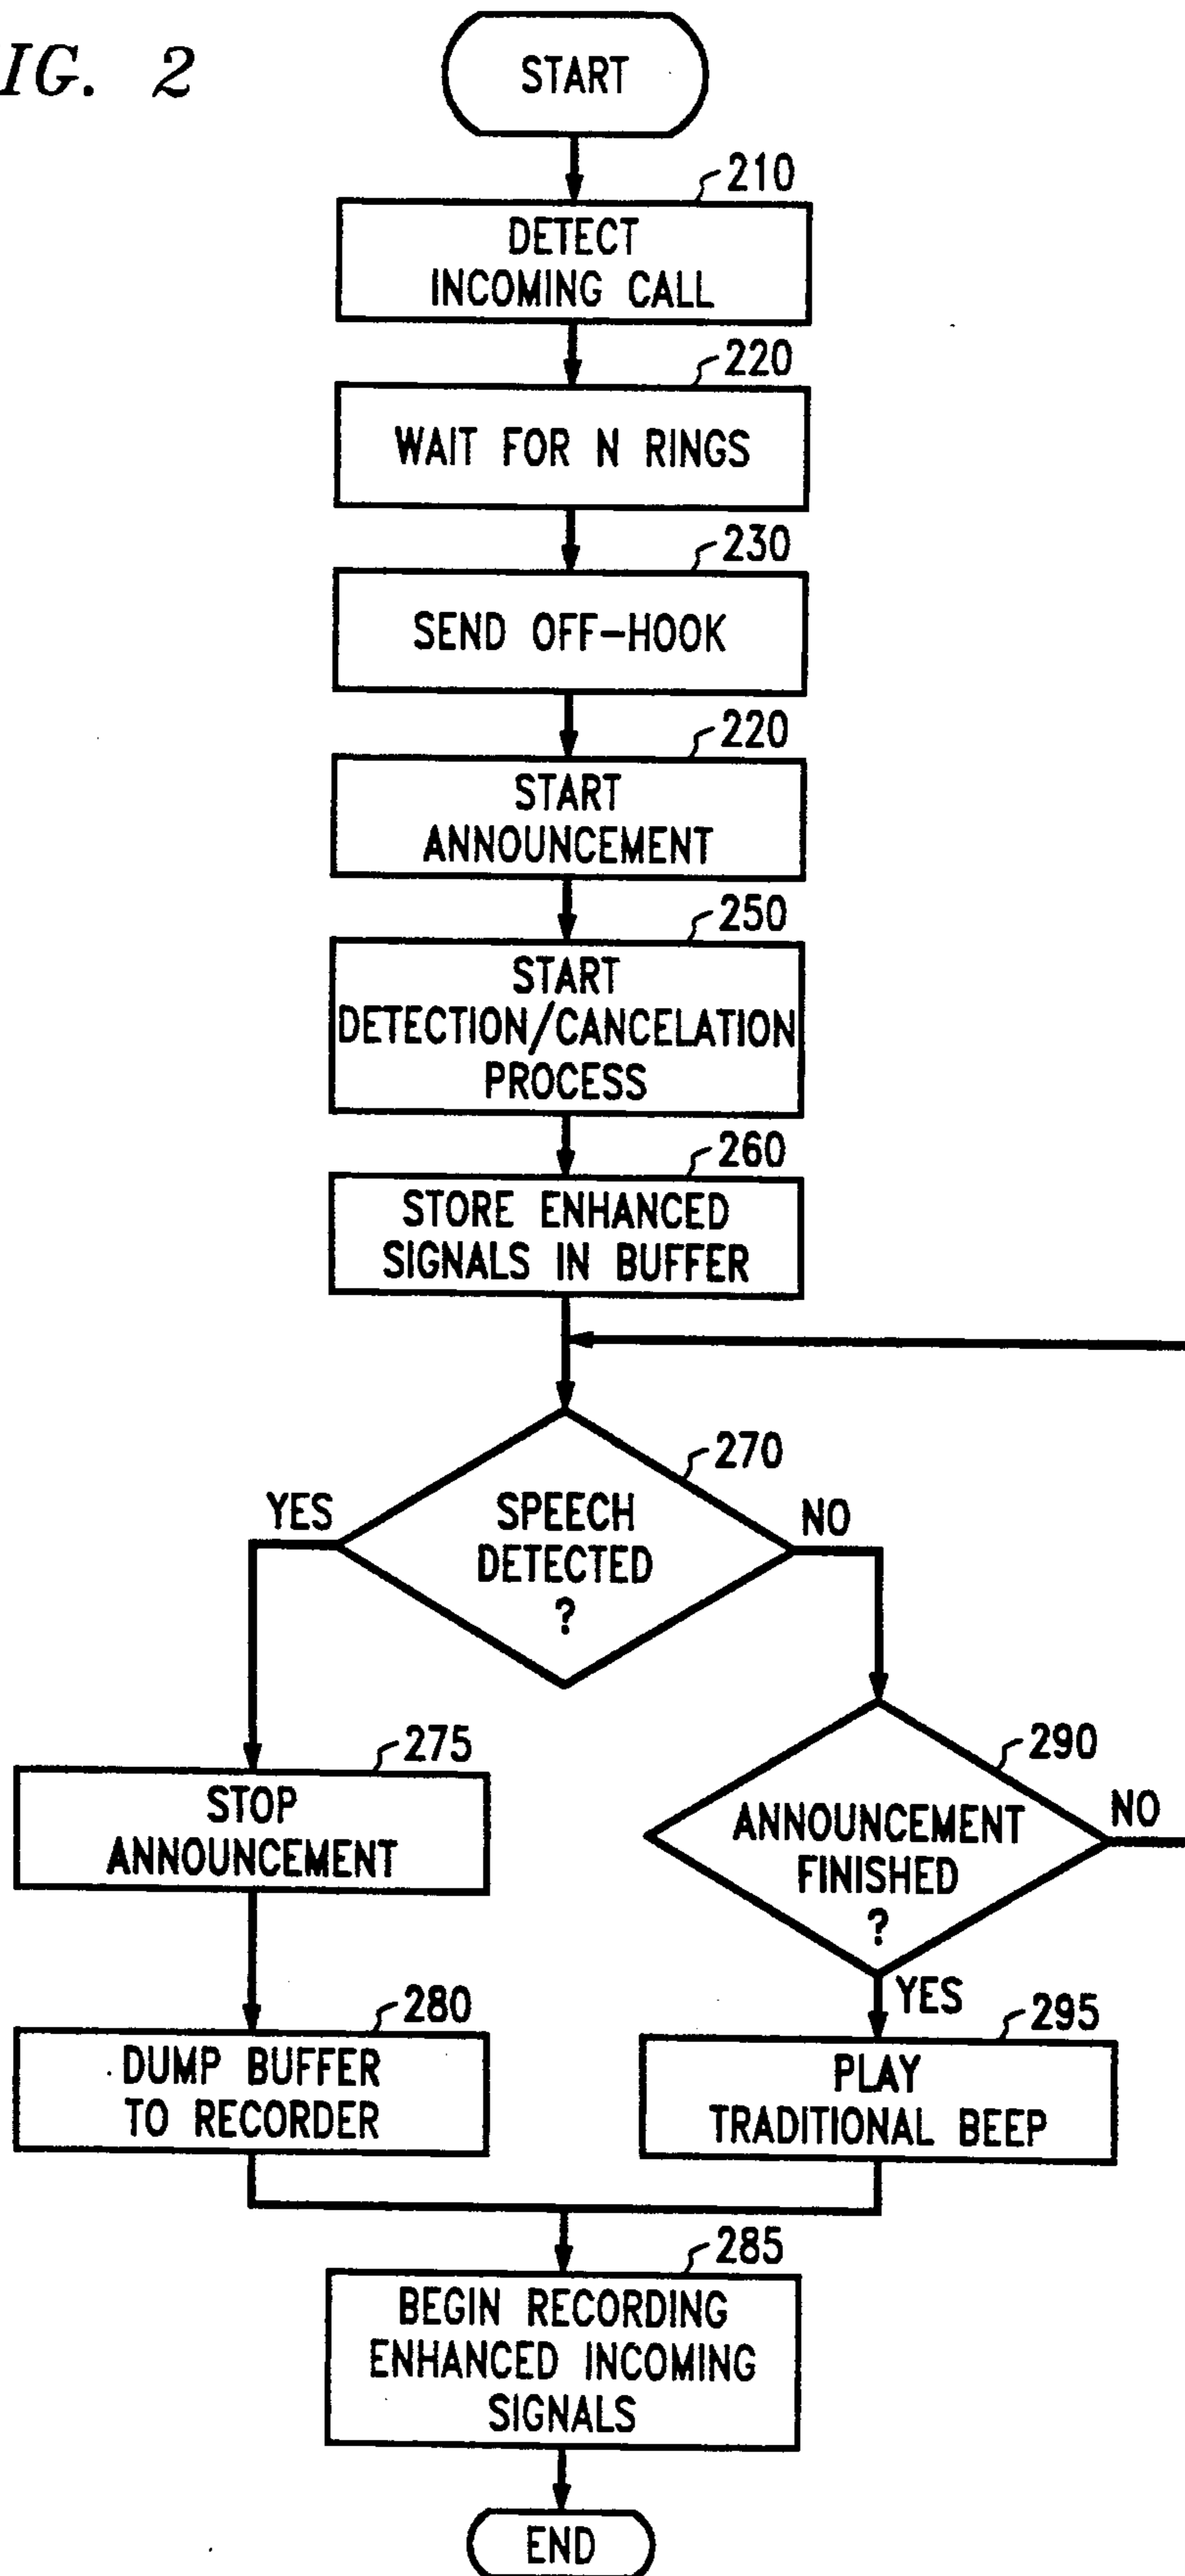 IG. 2
START
210
DETECT
INCOMING CALL
220
WAIT FOR N RINGS
230
SEND OFF-HOOK
220
START
ANNOUNCEMENT
250
START
DETECTION/CANCELATION
PROCESS
260
STORE ENHANCED
SIGNALS IN BUFFER
270
YES
SPEECH
DETECTED
?
NO
275
STOP
ANNOUNCEMENT
290
ANNOUNCEMENT
FINISHED
?
NO
YES
280
DUMP BUFFER
TO RECORDER
295
PLAY
TRADITIONAL BEEP
285
BEGIN RECORDING
ENHANCED INCOMING
SIGNALS
END